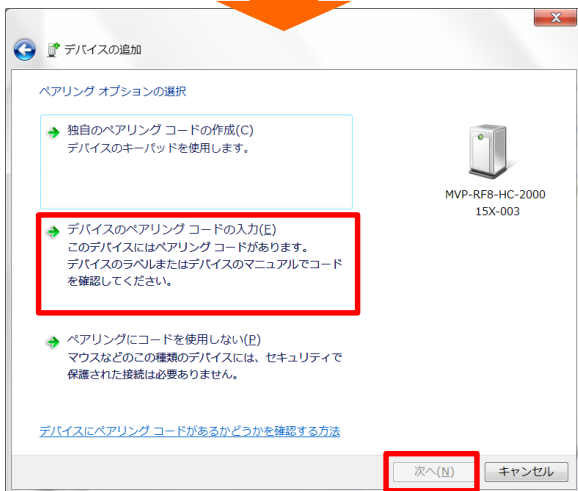 デバイスの追加
ペアリング オプションの選択
独自のペアリング コードの作成(C)
デバイスのキーパッドを使用します。
MVP-RF8-HC-2000
15X-003
デバイスのペアリング コードの入力(E)
このデバイスにはペアリング コードがあります。
デバイスのラベルまたはデバイスのマニュアルでコード
を確認してください。
ペアリングにコードを使用しない(P)
マウスなどのこの種類のデバイスには、セキュリティで
保護された接続は必要ありません。
デバイスにペアリング コードがあるかどうかを確認する方法
次へ(N)
キャンセル